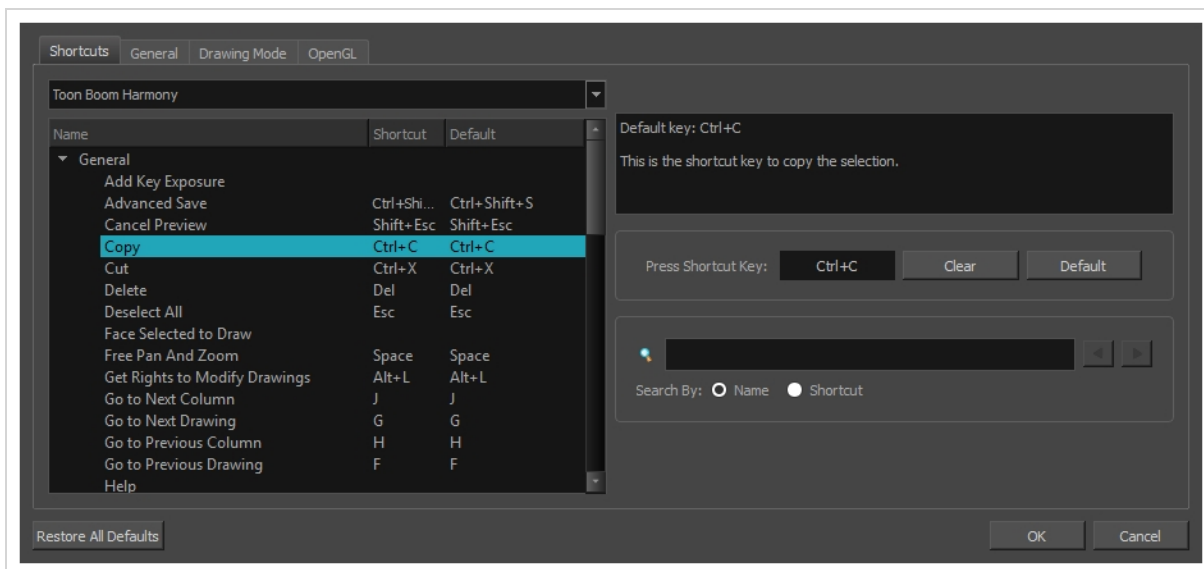 Shortcuts General Drawing Mode OpenGL
Toon Boom Harmony
Name Shortcut Default
General
Add Key Exposure
Advanced Save Ctrl+Shi... Ctrl+Shift+S
Cancel Preview Shift+Esc Shift+Esc
Copy Ctrl+C Ctrl+C
Cut Ctrl+X Ctrl+X
Delete Del Del
Deselect All Esc Esc
Face Selected to Draw
Free Pan And Zoom Space Space
Get Rights to Modify Drawings Alt+L Alt+L
Go to Next Column J J
Go to Next Drawing G G
Go to Previous Column H H
Go to Previous Drawing F F
Help
Default key: Ctrl+C
This is the shortcut key to copy the selection.
Press Shortcut Key: Ctrl+C Clear Default
Search By: Name Shortcut
Restore All Defaults OK Cancel